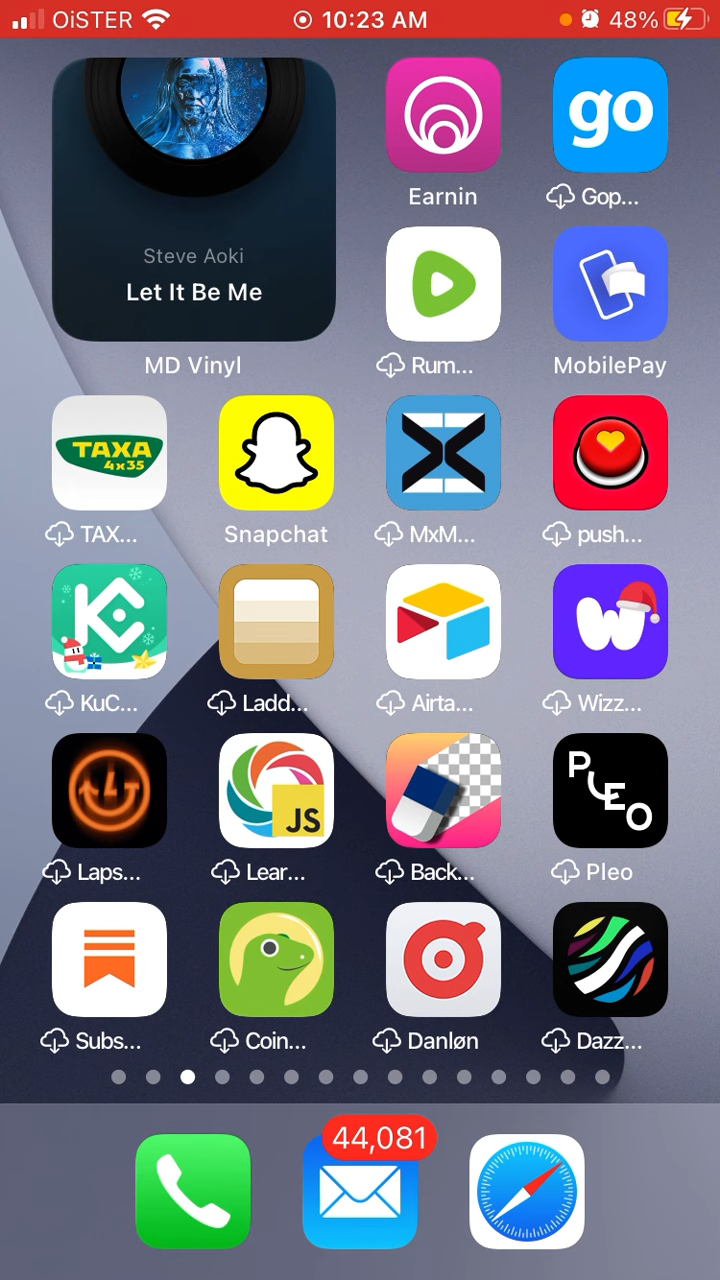 OiSTER 10:23 AM 48%
Steve Aoki
Let It Be Me
MD Vinyl
go
Earnin Gop...
Rum... MobilePay
TAXA
4x35
TAX... Snapchat MxM... push...
KuC... Ladd... Airta... Wizz...
JS
PLEO
Laps... Lear... Back... Pleo
Subs... Coin... Danløn Dazz...
44,081